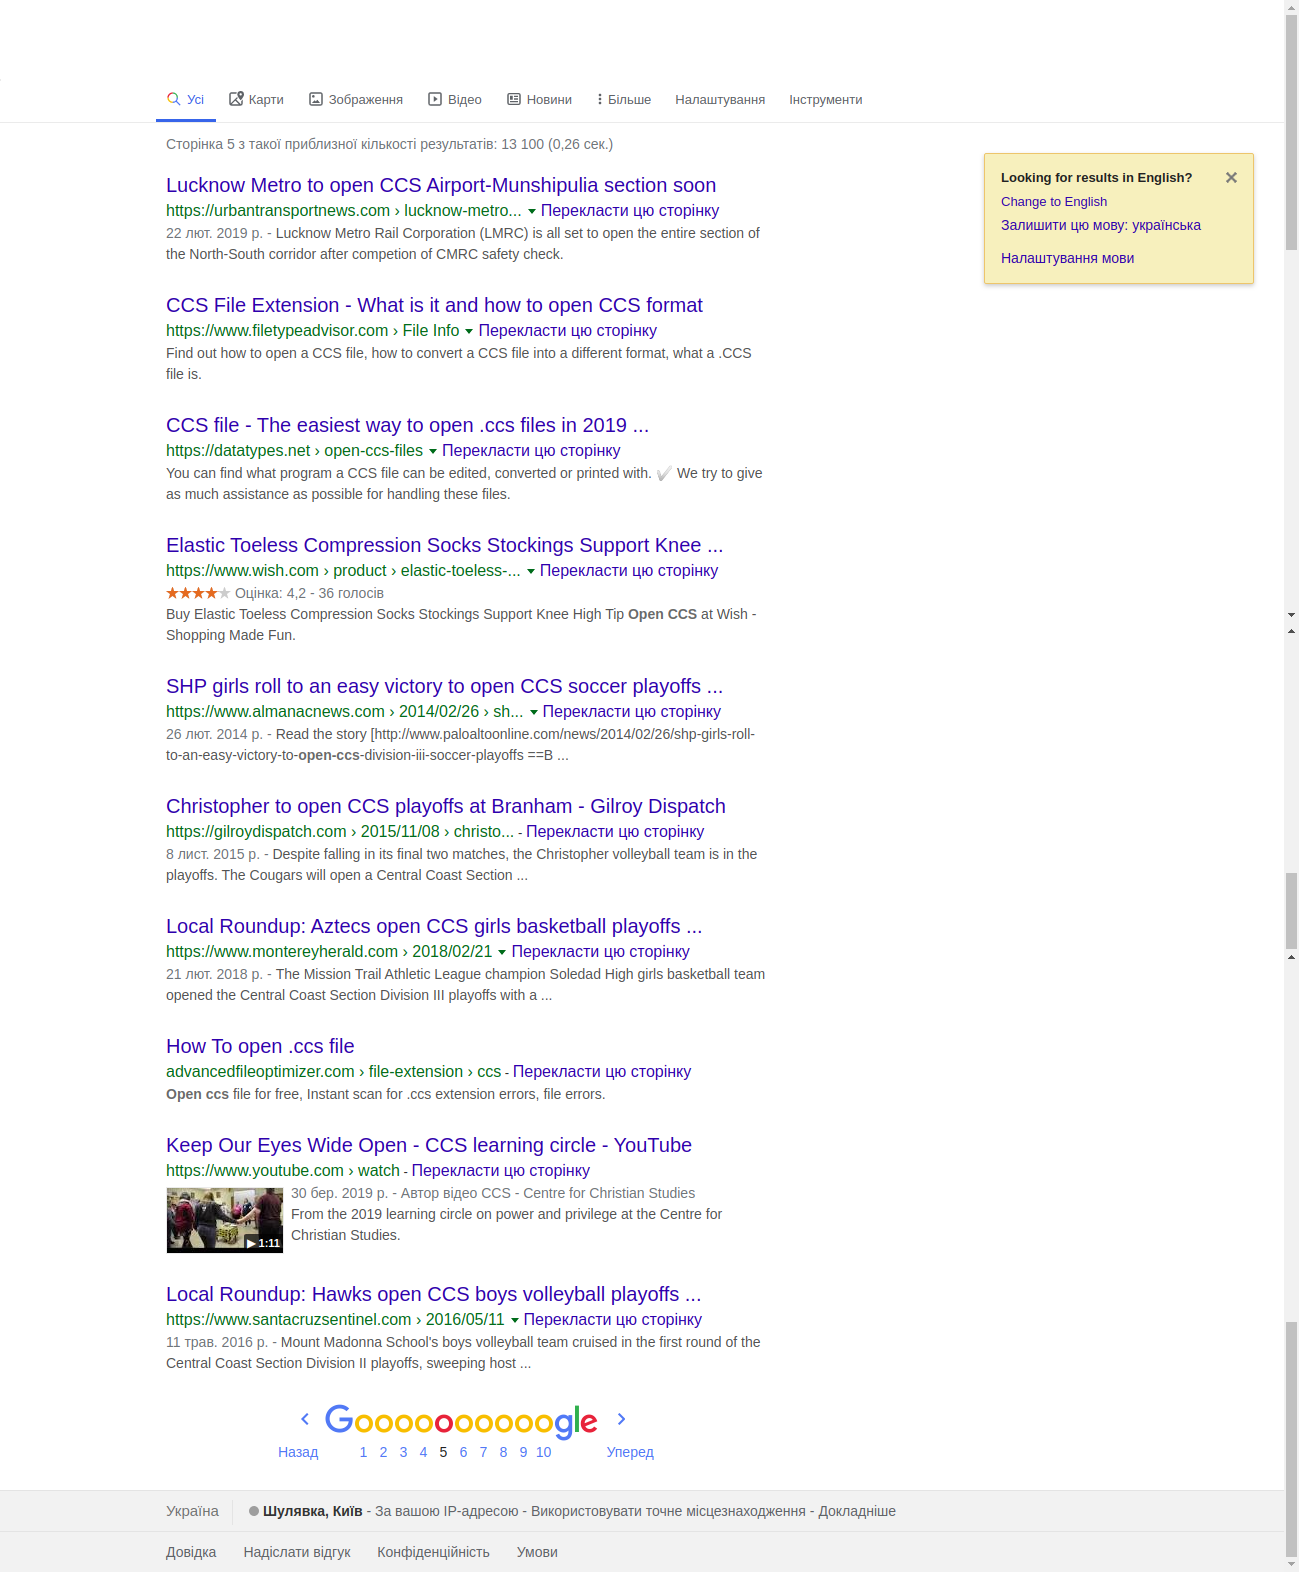 Усі Карти Зображення Відео Новини Більше Налаштування Інструменти
Сторінка 5 з такої приблизної кількості результатів: 13 100 (0,26 сек.)
Looking for results in English?
Change to English
Залишити цю мову: українська
Налаштування мови
Lucknow Metro to open CCS Airport-Munshipulia section soon
https://urbantransportnews.com › lucknow-metro... Перекласти цю сторінку
22 лют. 2019 р. - Lucknow Metro Rail Corporation (LMRC) is all set to open the entire section of
the North-South corridor after competion of CMRC safety check.
CCS File Extension - What is it and how to open CCS format
https://www.filetypeadvisor.com › File Info Перекласти цю сторінку
Find out how to open a CCS file, how to convert a CCS file into a different format, what a .CCS
file is.
CCS file - The easiest way to open .ccs files in 2019 ...
https://datatypes.net › open-ccs-files Перекласти цю сторінку
You can find what program a CCS file can be edited, converted or printed with. ✔ We try to give
as much assistance as possible for handling these files.
Elastic Toeless Compression Socks Stockings Support Knee ...
https://www.wish.com › product › elastic-toeless-... Перекласти цю сторінку
Оцінка: 4,2 - 36 голосів
Buy Elastic Toeless Compression Socks Stockings Support Knee High Tip Open CCS at Wish -
Shopping Made Fun.
SHP girls roll to an easy victory to open CCS soccer playoffs ...
https://www.almanacnews.com › 2014/02/26 › sh... Перекласти цю сторінку
26 лют. 2014 р. - Read the story [http://www.paloaltoonline.com/news/2014/02/26/shp-girls-roll-
to-an-easy-victory-to-open-ccs-division-iii-soccer-playoffs ==B ...
Christopher to open CCS playoffs at Branham - Gilroy Dispatch
https://gilroydispatch.com › 2015/11/08 › christo... - Перекласти цю сторінку
8 лист. 2015 р. - Despite falling in its final two matches, the Christopher volleyball team is in the
playoffs. The Cougars will open a Central Coast Section ...
Local Roundup: Aztecs open CCS girls basketball playoffs ...
https://www.montereyherald.com › 2018/02/21 Перекласти цю сторінку
21 лют. 2018 р. - The Mission Trail Athletic League champion Soledad High girls basketball team
opened the Central Coast Section Division III playoffs with a ...
How To open .ccs file
advancedfileoptimizer.com › file-extension › ccs - Перекласти цю сторінку
Open ccs file for free, Instant scan for .ccs extension errors, file errors.
Keep Our Eyes Wide Open - CCS learning circle - YouTube
https://www.youtube.com › watch - Перекласти цю сторінку
30 бер. 2019 р. - Автор відео CCS - Centre for Christian Studies
From the 2019 learning circle on power and privilege at the Centre for
Christian Studies.
1:11
Local Roundup: Hawks open CCS boys volleyball playoffs ...
https://www.santacruzsentinel.com › 2016/05/11 Перекласти цю сторінку
11 трав. 2016 р. - Mount Madonna School's boys volleyball team cruised in the first round of the
Central Coast Section Division II playoffs, sweeping host ...
Goooooooooogle
Назад 1 2 3 4 5 6 7 8 9 10 Уперед
Україна Шулявка, Київ - За вашою IP-адресою - Використовувати точне місцезнаходження - Докладніше
Довідка Надіслати відгук Конфіденційність Умови